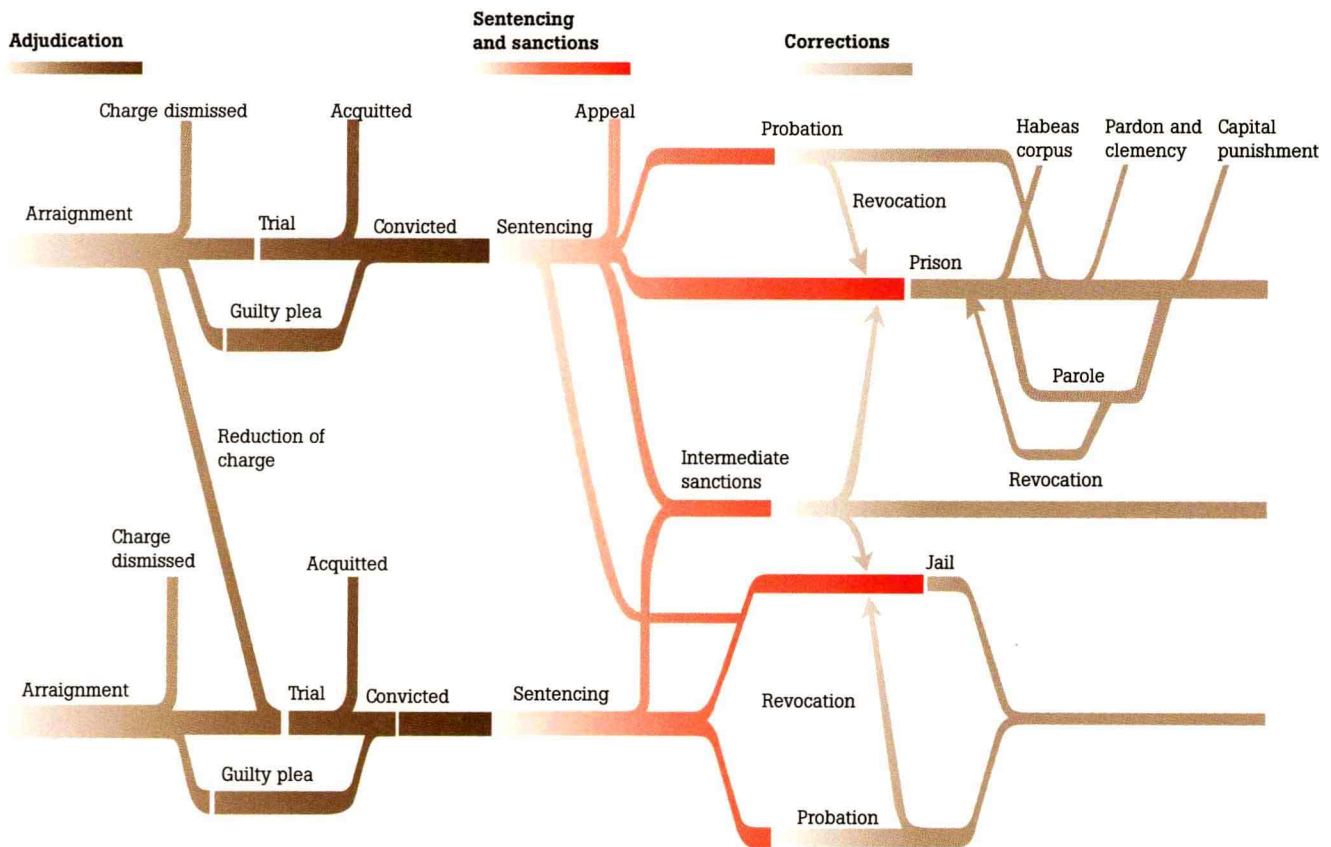 Adjudication
Sentencing
and sanctions
Corrections
Charge dismissed
Acquitted
Appeal
Probation
Habeas
corpus
Pardon and
clemency
Capital
punishment
Arraignment
Trial
Convicted
Sentencing
Revocation
Prison
Guilty plea
Parole
Reduction of
charge
Intermediate
sanctions
Revocation
Charge
dismissed
Acquitted
Jail
Arraignment
Trial
Convicted
Sentencing
Revocation
Guilty plea
Probation